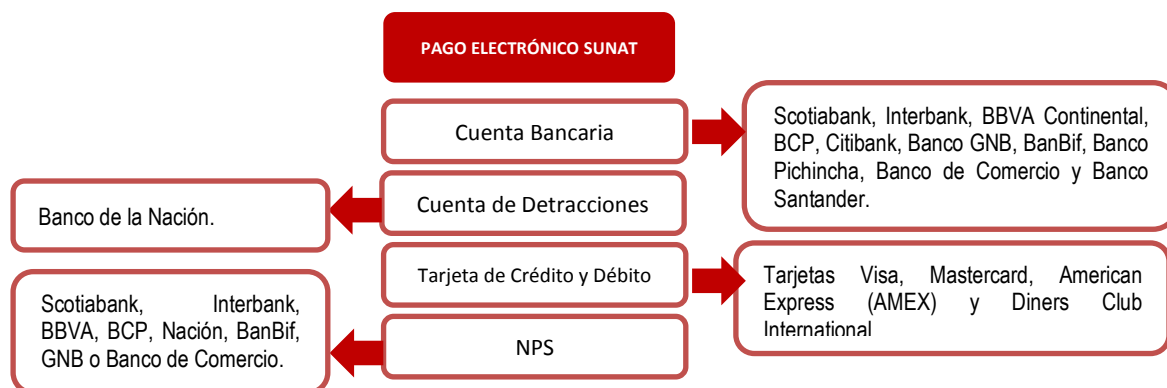 PAGO ELECTRÓNICO SUNAT
Cuenta Bancaria
Scotiabank, Interbank, BBVA Continental,
BCP, Citibank, Banco GNB, BanBif, Banco
Pichincha, Banco de Comercio y Banco
Santander.
Cuenta de Detracciones
Banco de la Nación.
Tarjeta de Crédito y Débito
Tarjetas Visa, Mastercard, American
Express (AMEX) y Diners Club
International
NPS
Scotiabank, Interbank,
BBVA, BCP, Nación, BanBif,
GNB o Banco de Comercio.